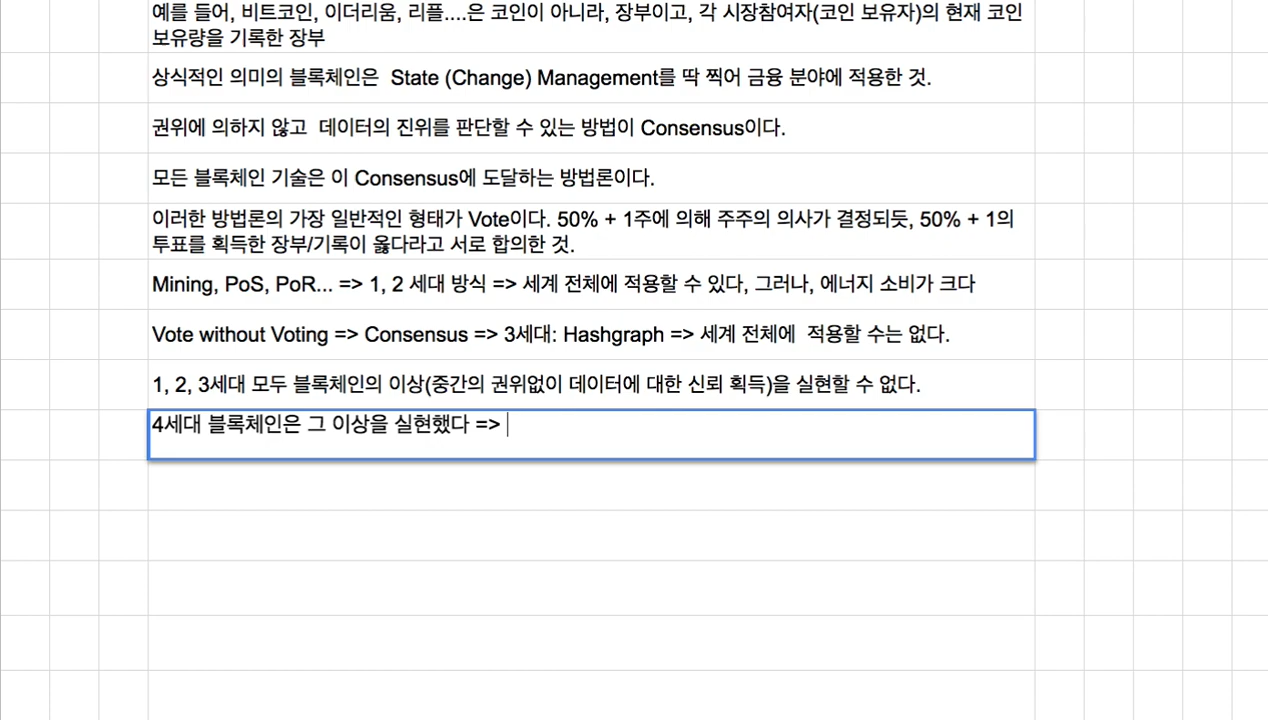 예를 들어, 비트코인, 이더리움, 리플....은 코인이 아니라, 장부이고, 각 시장참여자(코인 보유자)의 현재 코인
보유량을 기록한 장부
상식적인 의미의 블록체인은  State (Change) Management를 딱 찍어 금융 분야에 적용한 것.
권위에 의하지 않고  데이터의 진위를 판단할 수 있는 방법이 Consensus이다.
모든 블록체인 기술은 이 Consensus에 도달하는 방법론이다.
이러한 방법론의 가장 일반적인 형태가 Vote이다. 50% + 1주에 의해 주주의 의사가 결정되듯, 50% + 1의
투표를 획득한 장부/기록이 옳다라고 서로 합의한 것.
Mining, PoS, PoR... => 1, 2 세대 방식 => 세계 전체에 적용할 수 있다, 그러나, 에너지 소비가 크다
Vote without Voting => Consensus => 3세대: Hashgraph => 세계 전체에  적용할 수는 없다.
1, 2, 3세대 모두 블록체인의 이상(중간의 권위없이 데이터에 대한 신뢰 획득)을 실현할 수 없다.
4세대 블록체인은 그 이상을 실현했다 =>